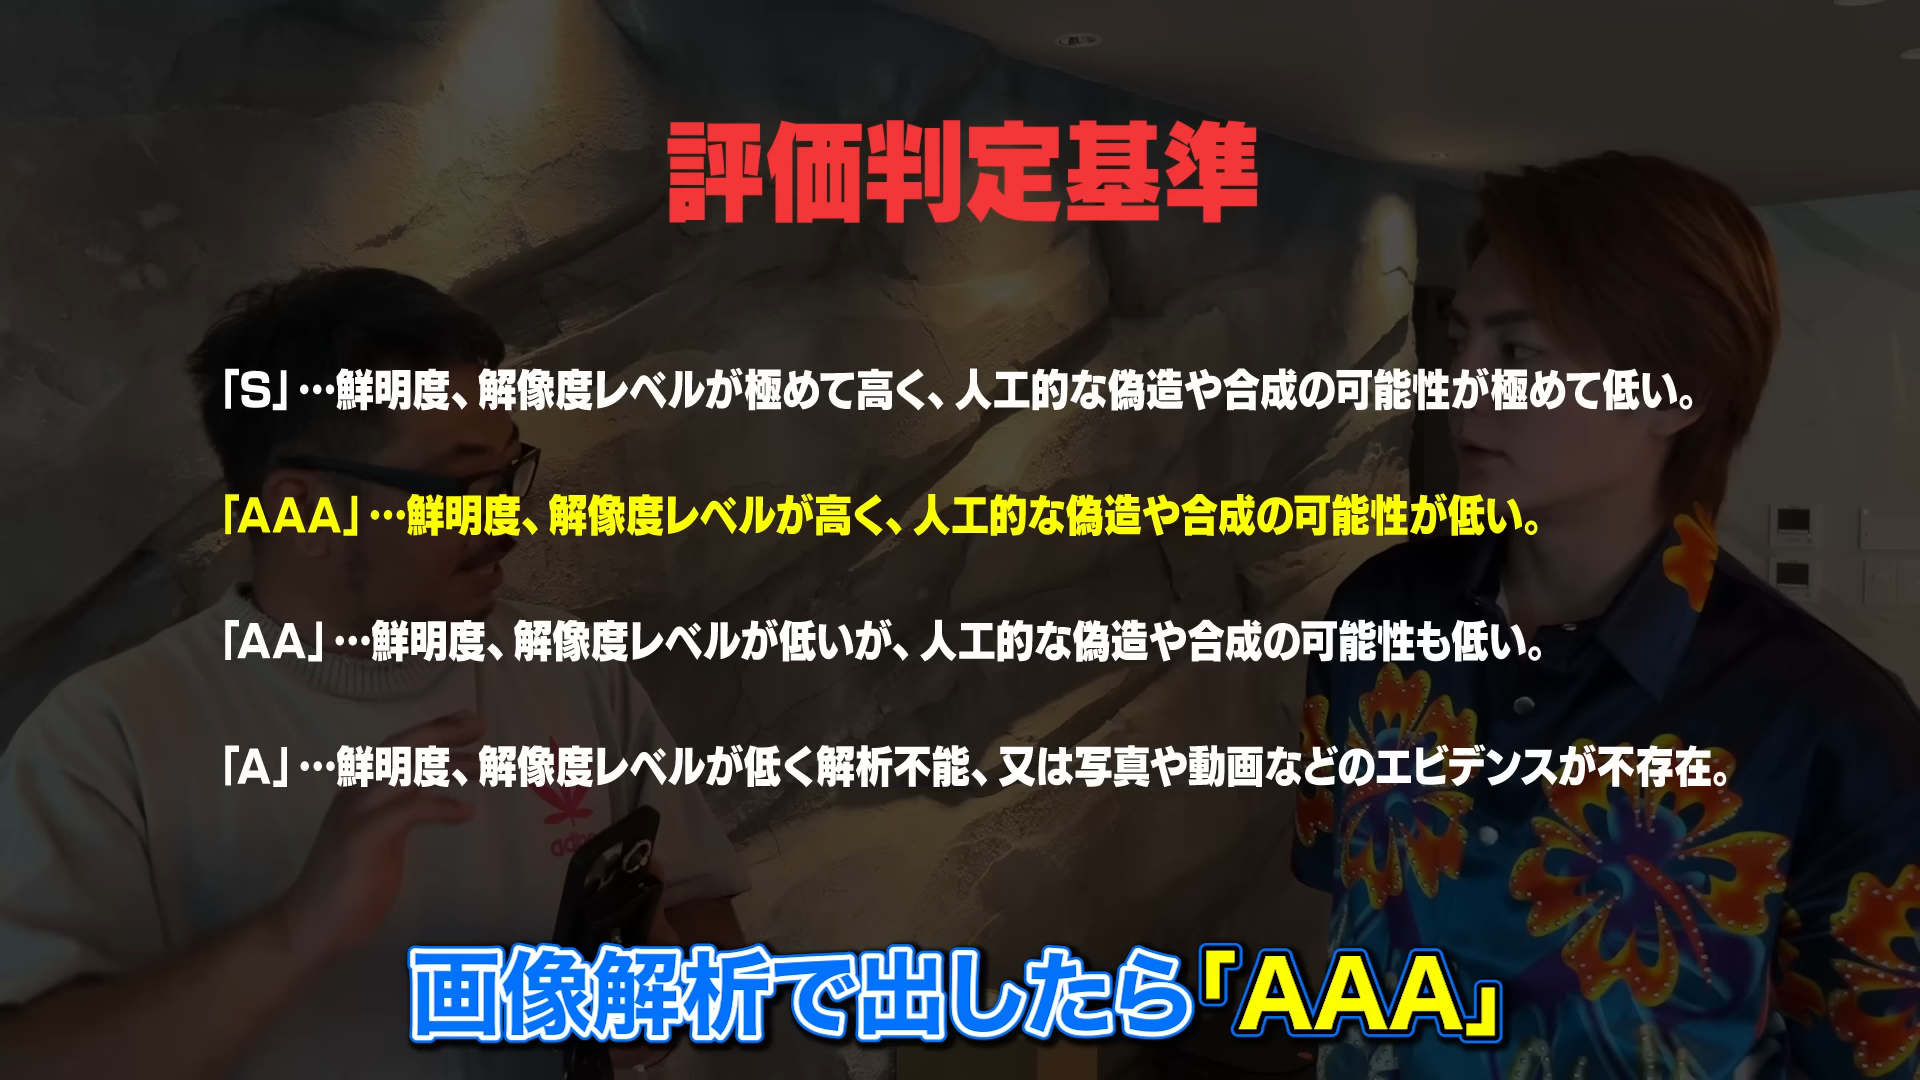 評価判定基準
「S」…鮮明度、解像度レベルが極めて高く、人工的な偽造や合成の可能性が極めて低い。
「AAA」…鮮明度、解像度レベルが高く、人工的な偽造や合成の可能性が低い。
「AA」…鮮明度、解像度レベルが低いが、人工的な偽造や合成の可能性も低い。
「A」…鮮明度、解像度レベルが低く解析不能、又は写真や動画などのエビデンスが不存在。
画像解析で出したら「AAA」